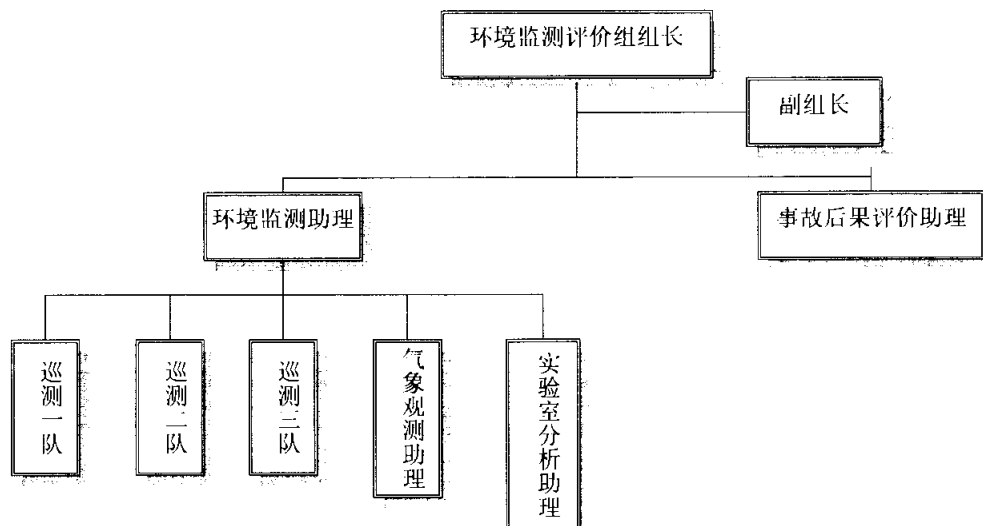 环境监测评价组组长
副组长
环境监测助理
事故后果评价助理
巡测一队
巡测二队
巡测三队
气象观测助理
实验室分析助理